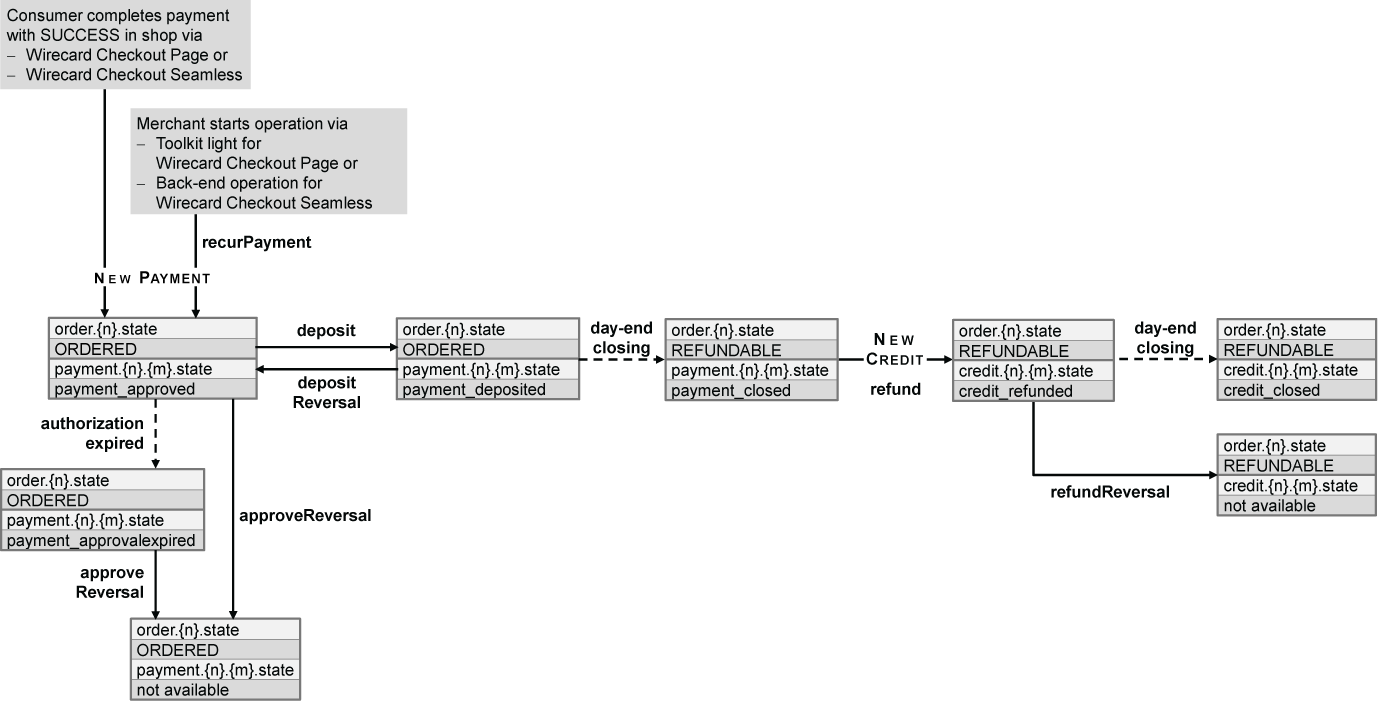 Consumer completes payment
with SUCCESS in shop via
– Wirecard Checkout Page or
– Wirecard Checkout Seamless
Merchant starts operation via
– Toolkit light for
Wirecard Checkout Page or
– Back-end operation for
Wirecard Checkout Seamless
recurPayment
NEW PAYMENT
order.{n}.state
ORDERED
payment.{n}.{m}.state
payment_approved
deposit
deposit
Reversal
order.{n}.state
ORDERED
payment.{n}.{m}.state
payment_deposited
day-end
closing
order.{n}.state
REFUNDABLE
payment.{n}.{m}.state
payment_closed
NEW
CREDIT
refund
order.{n}.state
REFUNDABLE
credit.{n}.{m}.state
credit_refunded
day-end
closing
order.{n}.state
REFUNDABLE
credit.{n}.{m}.state
credit_closed
refundReversal
order.{n}.state
REFUNDABLE
credit.{n}.{m}.state
not available
authorization
expired
order.{n}.state
ORDERED
payment.{n}.{m}.state
payment_approvalexpired
approveReversal
approve
Reversal
order.{n}.state
ORDERED
payment.{n}.{m}.state
not available